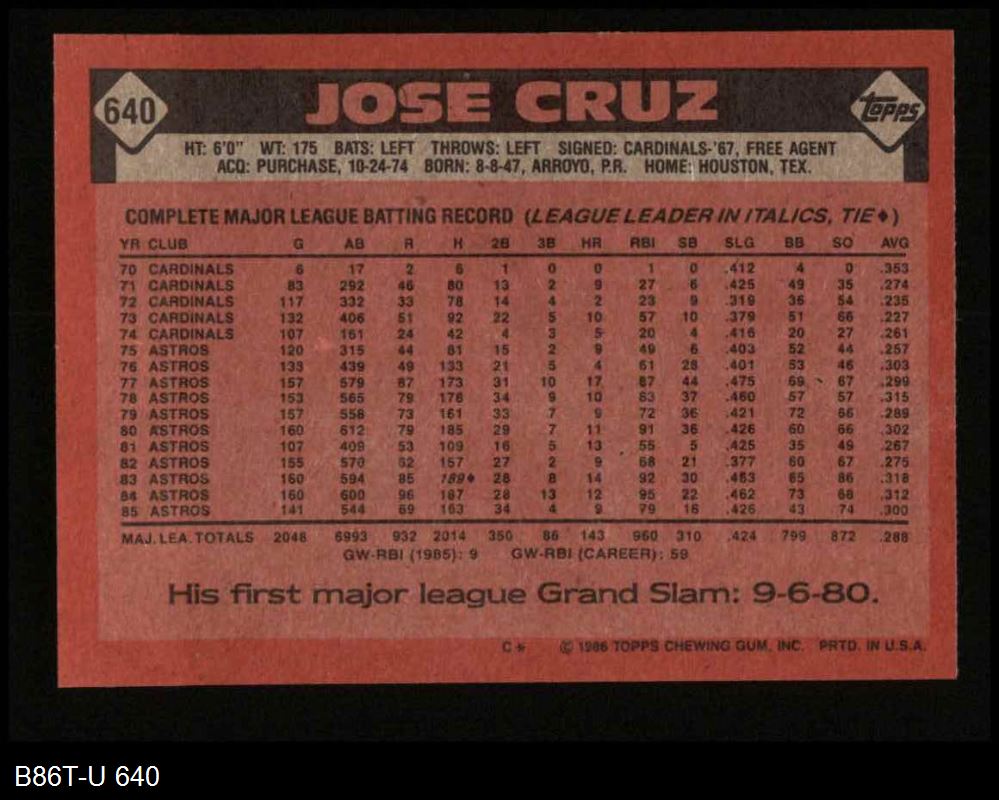 640 JOSE CRUZ topps
HT: 6'0" WT: 175 BATS: LEFT THROWS: LEFT SIGNED: CARDINALS-'67, FREE AGENT
ACQ: PURCHASE, 10-24-74 BORN: 8-8-47, ARROYO, P.R. HOME: HOUSTON, TEX.
COMPLETE MAJOR LEAGUE BATTING RECORD (LEAGUE LEADER IN ITALICS, TIE♦)
YR CLUB G AB R H 2B 3B HR RBI SB SLG BB SO AVG
70 CARDINALS 6 17 2 6 1 0 0 1 0 .412 4 0 .353
71 CARDINALS 83 292 46 80 13 2 9 27 6 .425 49 35 .274
72 CARDINALS 117 332 33 78 14 4 2 23 9 .319 36 54 .235
73 CARDINALS 132 406 51 92 22 5 10 57 10 .379 51 66 .227
74 CARDINALS 107 161 24 42 4 3 5 20 4 .416 20 27 .261
75 ASTROS 120 315 44 81 15 2 9 49 6 .403 52 44 .257
76 ASTROS 133 439 49 133 21 5 4 61 28 .401 53 46 .303
77 ASTROS 157 579 87 173 31 10 17 87 44 .475 69 67 .299
78 ASTROS 153 565 79 178 34 9 10 83 37 .460 57 57 .315
79 ASTROS 157 558 73 161 33 7 9 72 36 .421 72 66 .289
80 ASTROS 160 612 79 185 29 7 11 91 36 .426 60 66 .302
81 ASTROS 107 409 53 109 16 5 13 55 5 .425 35 49 .267
82 ASTROS 155 570 62 157 27 2 9 68 21 .377 60 67 .275
83 ASTROS 160 594 85 189♦ 28 8 14 92 30 .463 65 86 .318
84 ASTROS 160 600 96 187 28 13 12 95 22 .462 73 68 .312
85 ASTROS 141 544 69 163 34 4 9 79 16 .426 43 74 .300
MAJ. LEA. TOTALS 2048 6993 932 2014 350 86 143 960 310 .424 799 872 .288
GW-RBI (1985): 9 GW-RBI (CAREER): 59
His first major league Grand Slam: 9-6-80.
C* © 1986 TOPPS CHEWING GUM, INC. PRTD. IN U.S.A.
B86T-U 640